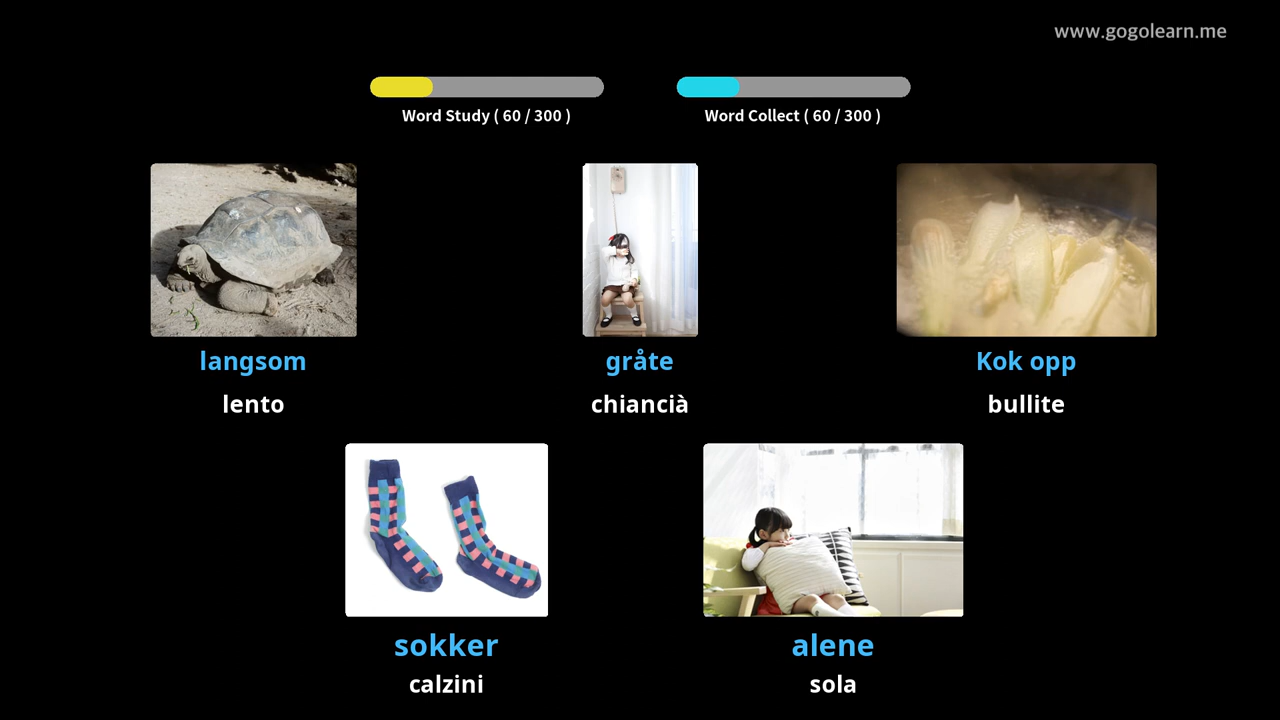 www.gogolearn.me
Word Study ( 60 / 300 )
Word Collect ( 60 / 300 )
langsom
lento
gråte
chiancià
Kok opp
bullite
sokker
calzini
alene
sola